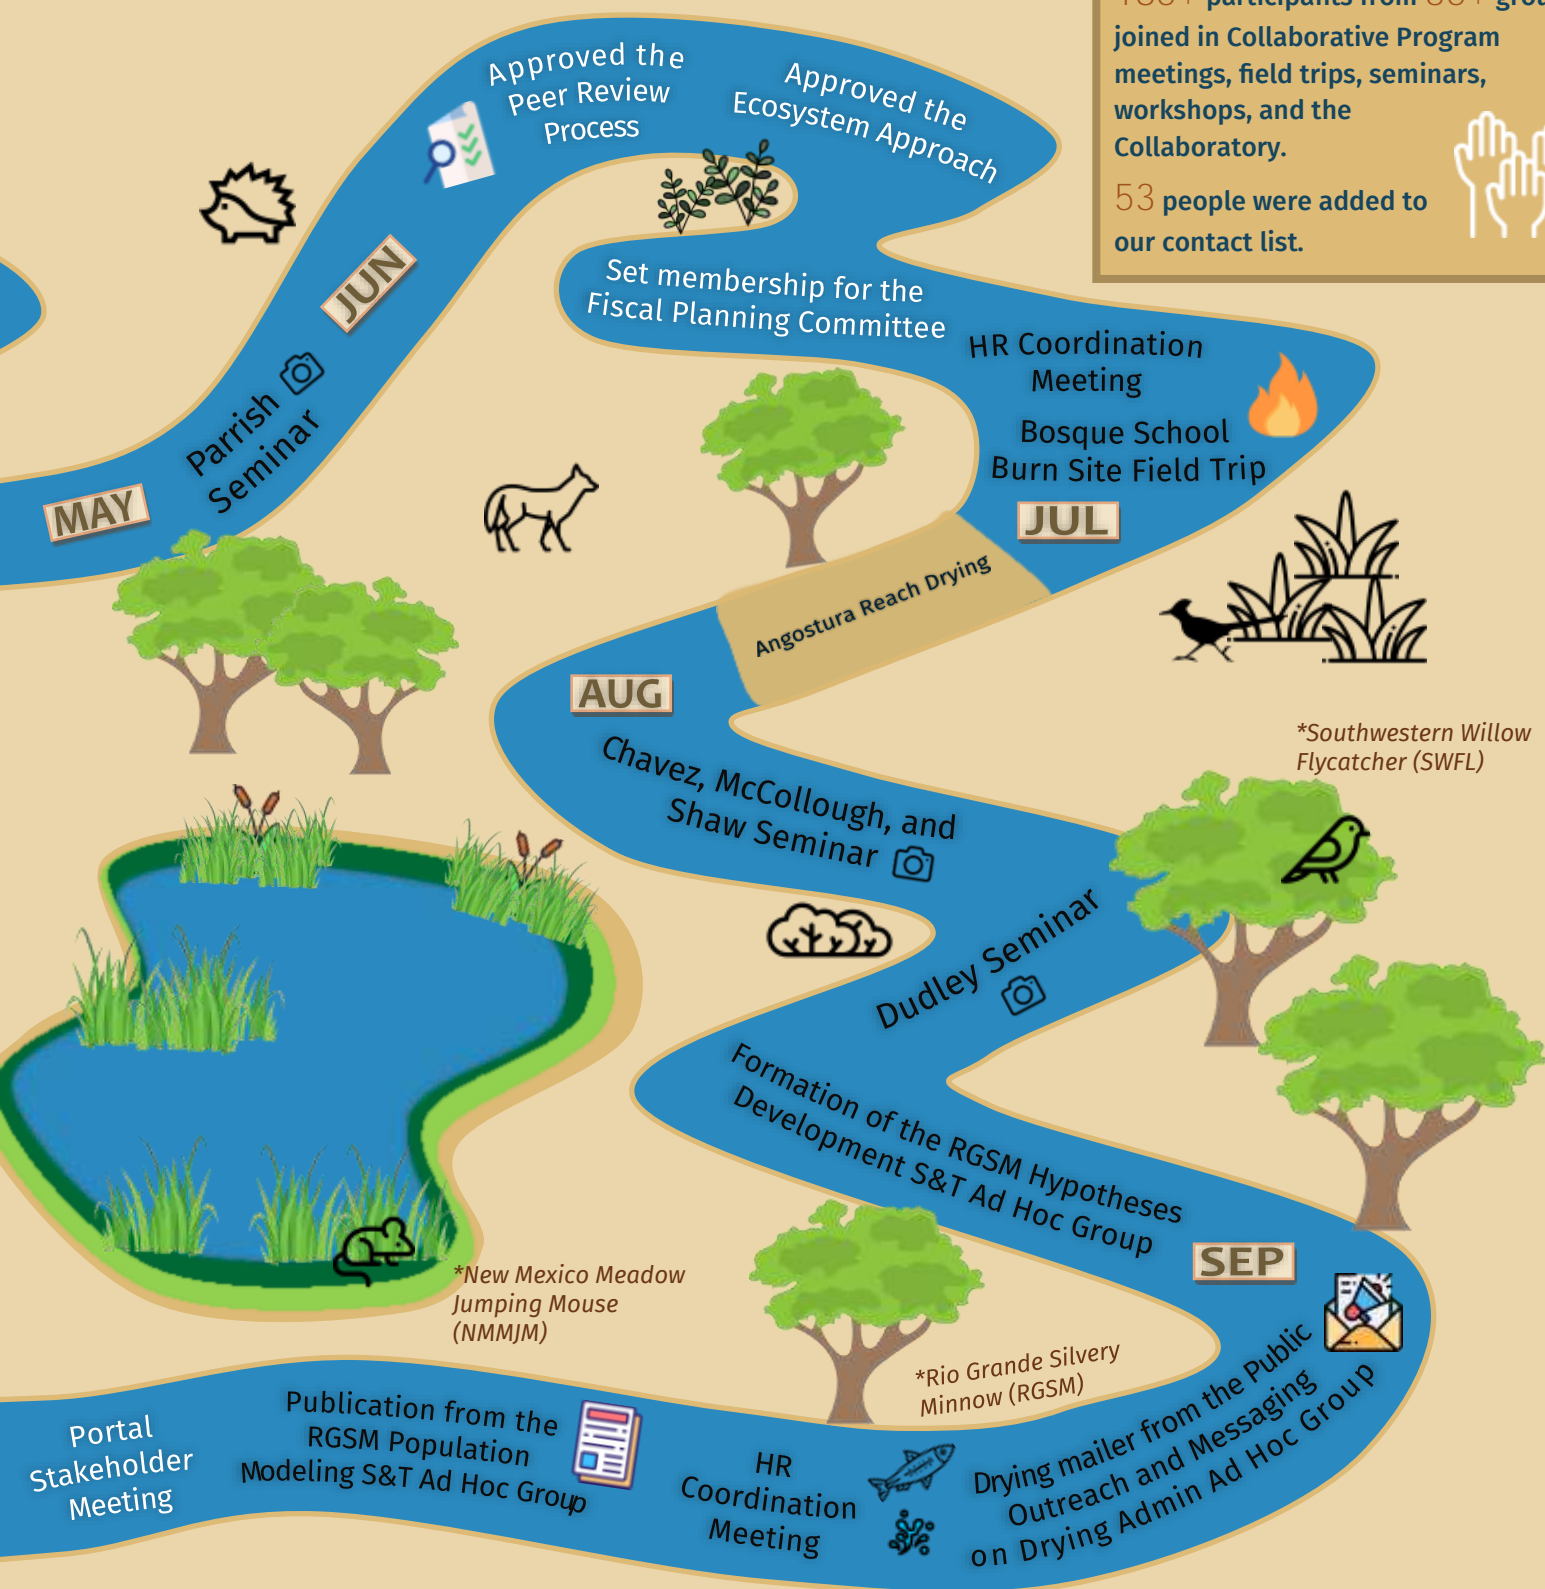 participants from
joined in Collaborative Program
meetings, field trips, seminars,
workshops, and the
Collaboratory.
53 people were added to
our contact list.
Approved the
Peer Review
Process
Approved the
Ecosystem Approach
JUN
Set membership for the
Fiscal Planning Committee
HR Coordination
Meeting
Bosque School
Burn Site Field Trip
Parrish
Seminar
MAY
JUL
Angostura Reach Drying
AUG
*Southwestern Willow
Flycatcher (SWFL)
Chavez, McCollough, and
Shaw Seminar
Dudley Seminar
Formation of the RGSM Hypotheses
Development S&T Ad Hoc Group
SEP
*New Mexico Meadow
Jumping Mouse
(NMMJM)
*Rio Grande Silvery
Minnow (RGSM)
Drying mailer from the Public
Outreach and Messaging
on Drying Admin Ad Hoc Group
HR
Coordination
Meeting
Publication from the
RGSM Population
Modeling S&T Ad Hoc Group
Portal
Stakeholder
Meeting